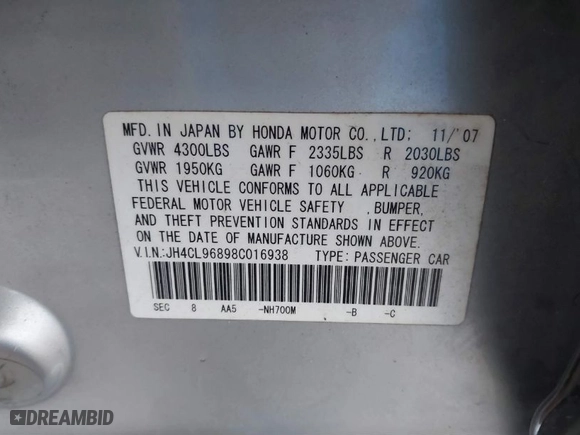 MFD. IN JAPAN BY HONDA MOTOR CO., LTD: 11/'07
GVWR 4300LBS GAWR F 2335LBS R 2030LBS
GVWR 1950KG GAWR F 1060KG R 920KG
THIS VEHICLE CONFORMS TO ALL APPLICABLE
FEDERAL MOTOR VEHICLE SAFETY ,BUMPER,
AND THEFT PREVENTION STANDARDS IN EFFECT
ON THE DATE OF MANUFACTURE SHOWN ABOVE.
V.I.N.:JH4CL96898C016938 TYPE: PASSENGER CAR
SEC 8 AA5 -NH700M -B -C
DREAMBID